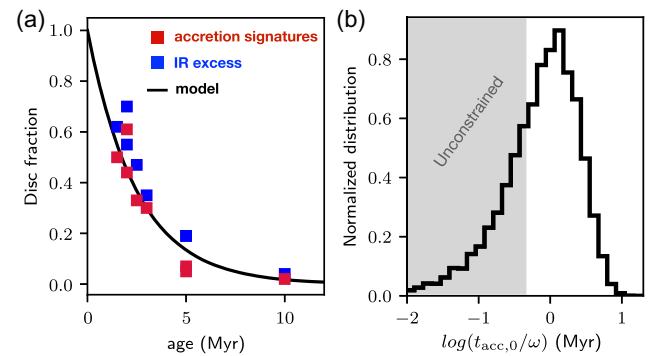 (a)
accretion signatures
IR excess
model
Disc fraction
1.0
0.8
0.6
0.4
0.2
0.0
0
5
10
age (Myr)
(b)
Unconstrained
Normalized distribution
0.8
0.6
0.4
0.2
0.0
−2
−1
0
1
log(t_acc,0/ω) (Myr)